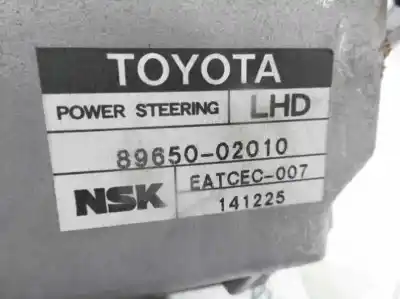 TOYOTA
POWER STEERING LHD
89650-02010
NSK EATCEC-007
141225